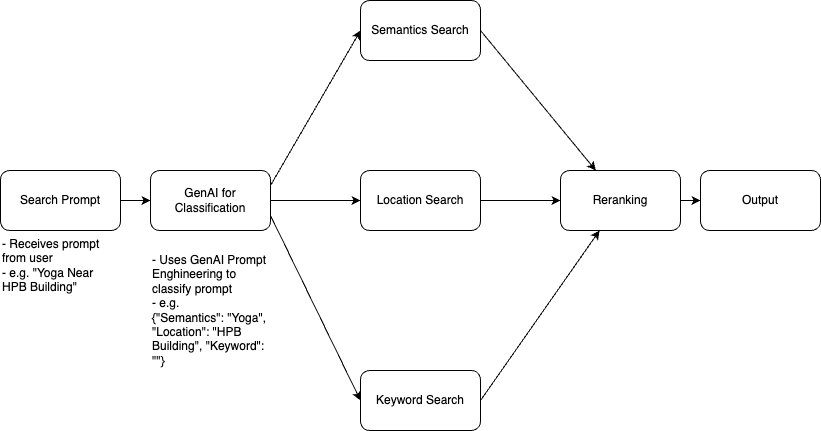 Semantics Search
Search Prompt
GenAI for
Classification
Location Search
Reranking
Output
- Receives prompt
from user
- e.g. "Yoga Near
HPB Building"
- Uses GenAI Prompt
Enghineering to
classify prompt
- e.g.
{"Semantics": "Yoga",
"Location": "HPB
Building", "Keyword":
""}
Keyword Search